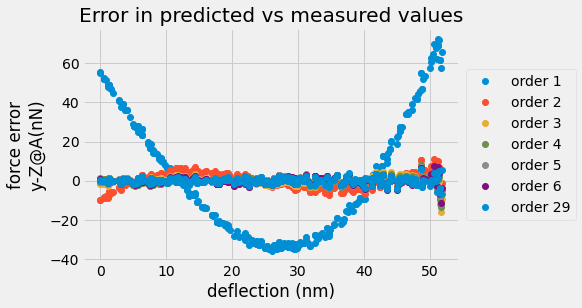 Error in predicted vs measured values
force error
y-Z@A(nN)
60
40
20
0
−20
−40
0
10
20
30
40
50
deflection (nm)
order 1
order 2
order 3
order 4
order 5
order 6
order 29